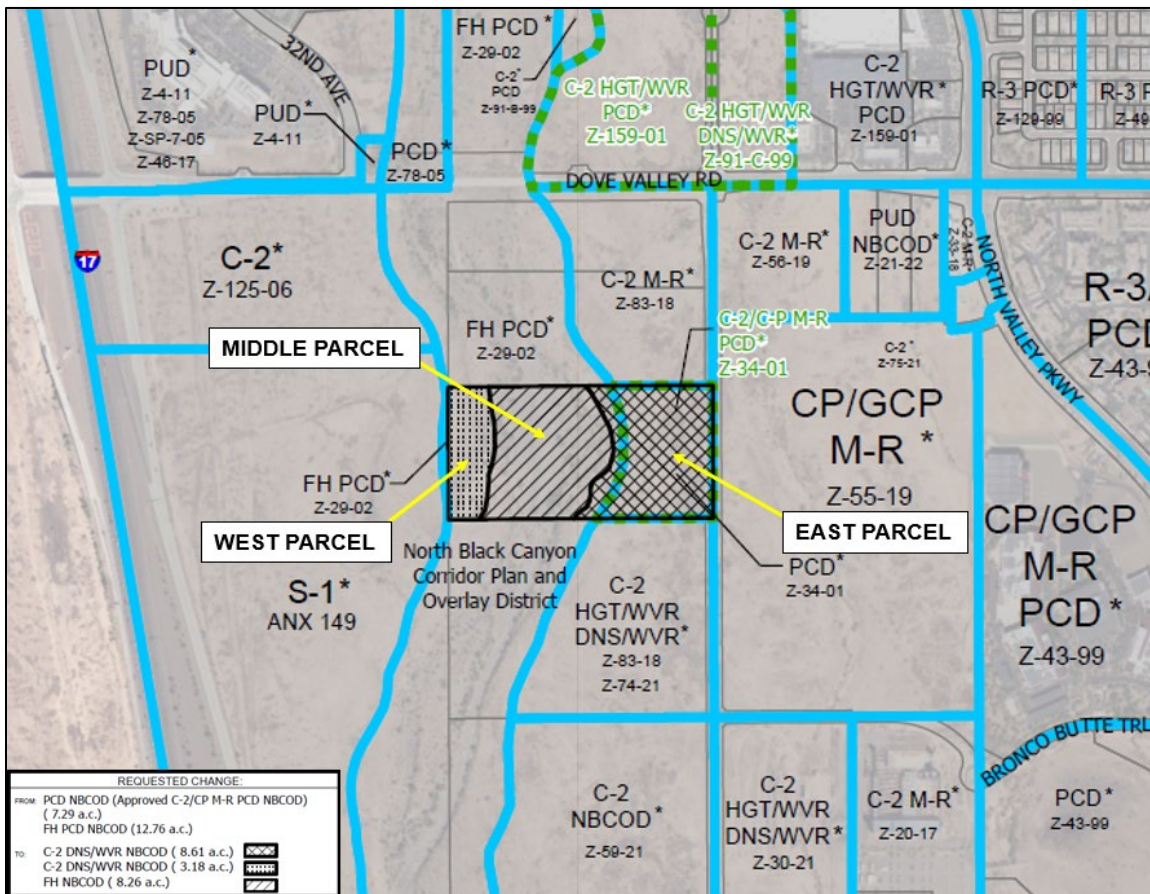 PUD*
Z-4-11
Z-78-05
Z-SP-7-05
Z-46-17
32ND AVE
PUD*
Z-4-11
PCD*
Z-78-05
FH PCD*
Z-29-02
C-2*
PCD
Z-91-B-99
C-2 HGT/WVR
PCD*
Z-159-01
C-2 HGT/WVR
DNS/WVR*
Z-91-C-99
C-2
HGT/WVR*
PCD
Z-159-01
R-3 PCD*
Z-129-99
R-3 P
Z-49
DOVE VALLEY RD
17
C-2*
Z-125-06
C-2 M-R*
Z-56-19
PUD
NBCOD*
Z-21-22
C-2 M-R*
Z-33-18
NORTH VALLEY PKWY
C-2 M-R*
Z-83-18
R-3/
PCD
Z-43-9
FH PCD*
Z-29-02
MIDDLE PARCEL
C-2/C-P M-R
PCD*
Z-34-01
C-2*
Z-75-21
CP/GCP
M-R *
Z-55-19
FH PCD*
Z-29-02
WEST PARCEL
EAST PARCEL
North Black Canyon
Corridor Plan and
Overlay District
PCD*
Z-34-01
CP/GCP
M-R
PCD *
Z-43-99
S-1*
ANX 149
C-2
HGT/WVR
DNS/WVR*
Z-83-18
Z-74-21
BRONCO BUTTE TRL
C-2
NBCOD*
Z-59-21
C-2
HGT/WVR
DNS/WVR*
Z-30-21
C-2 M-R*
Z-20-17
PCD*
Z-43-99
REQUESTED CHANGE:
FROM: PCD NBCOD (Approved C-2/CP M-R PCD NBCOD)
( 7.29 a.c.)
FH PCD NBCOD (12.76 a.c.)
TO: C-2 DNS/WVR NBCOD ( 8.61 a.c.)
C-2 DNS/WVR NBCOD ( 3.18 a.c.)
FH NBCOD ( 8.26 a.c.)